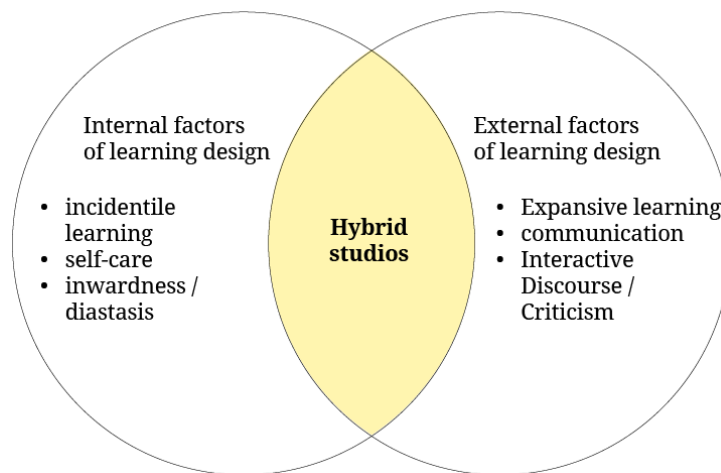 Internal factors
of learning design
• incidentile
learning
• self-care
• inwardness /
diastasis
Hybrid
studios
External factors
of learning design
• Expansive learning
• communication
• Interactive
Discourse /
Criticism